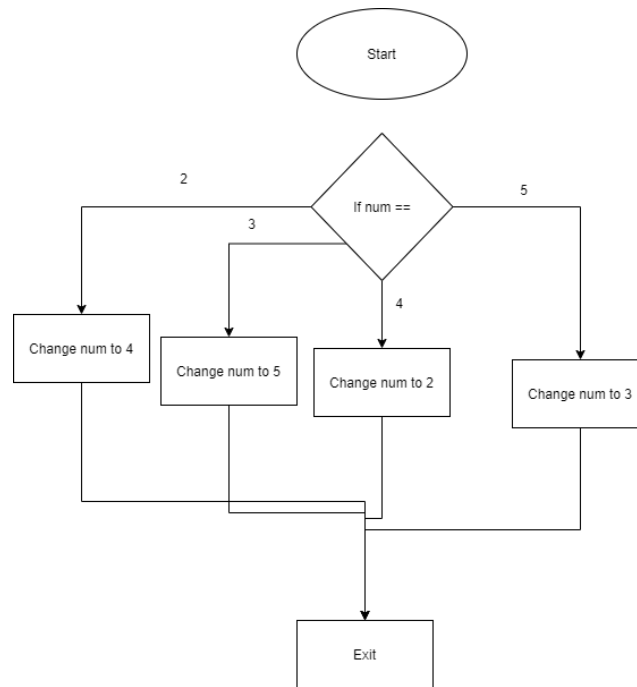 Start
If num ==
2
3
4
5
Change num to 4
Change num to 5
Change num to 2
Change num to 3
Exit